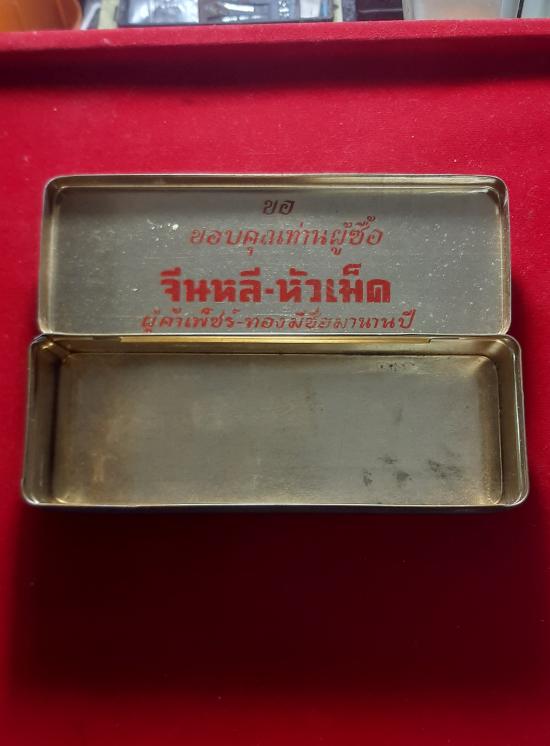 ขอ
ขอบคุณท่านผู้ซื้อ
จีนหลี-หัวเม็ด
ผู้ค้าเพ็ชร์-ทองมีชื่อมานานปี